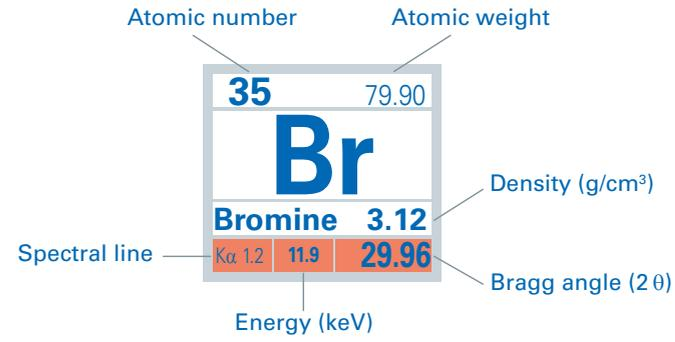 Atomic number Atomic weight
35 79.90
Br
Density (g/cm³)
Bromine 3.12
Spectral line Kα 1.2 11.9 29.96
Bragg angle (2 θ)
Energy (keV)